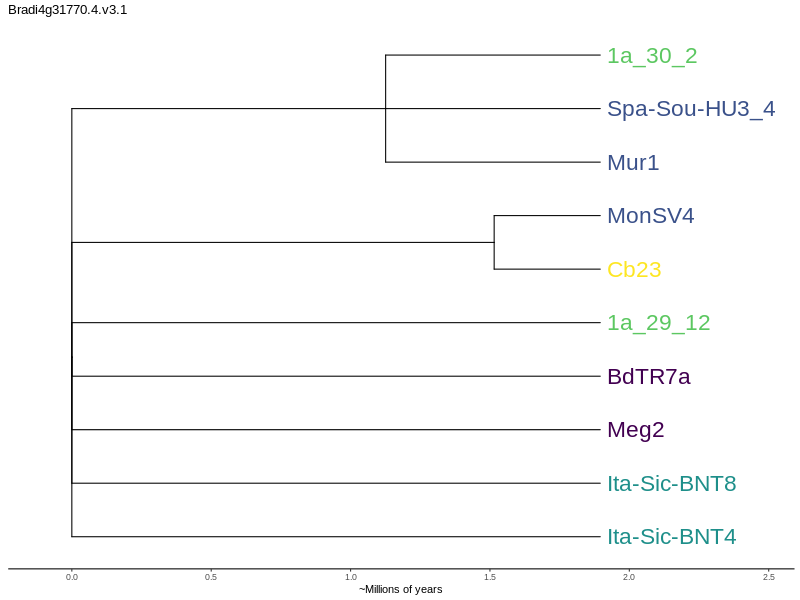 Bradi4g31770.4.v3.1
1a_30_2
Spa-Sou-HU3_4
Mur1
MonSV4
Cb23
1a_29_12
BdTR7a
Meg2
Ita-Sic-BNT8
Ita-Sic-BNT4
0.0 0.5 1.0 1.5 2.0 2.5
~Millions of years